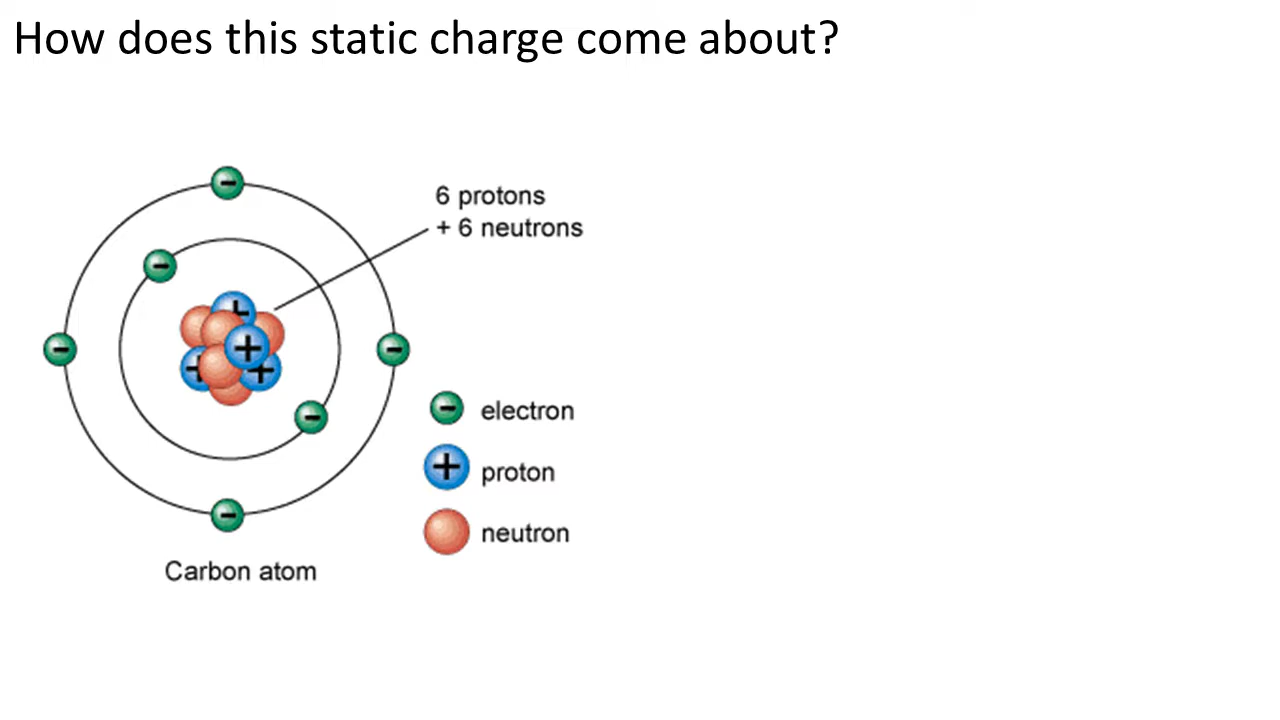 How does this static charge come about?
6 protons
+ 6 neutrons
electron
proton
neutron
Carbon atom